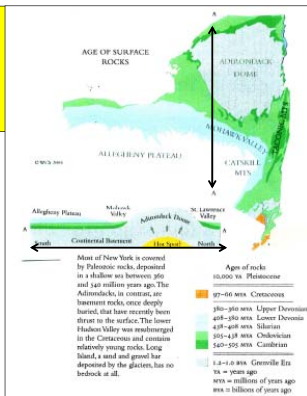 A
AGE OF SURFACE
ROCKS
ADIRONDACK
DOME
MOHAWK VALLEY
ALLEGHENY PLATEAU
CATSKILL
MTS
A
Allegheny Plateau
Mohawk
Valley
Adirondack Dome
St. Lawrence
Valley
A
A
South
Continental Basement
Hot Spot
North
Most of New York is covered
by Paleozoic rocks, deposited
in a shallow sea between 360
and 540 million years ago. The
Adirondacks, in contrast, are
basement rocks, once deeply
buried, that have recently been
thrust to the surface. The lower
Hudson Valley was resubmerged
in the Cretaceous and contains
relatively young rocks. Long
Island, a sand and gravel bar
deposited by the glaciers, has no
bedrock at all.
Ages of rocks
10,000 YA Pleistocene
97–66 MYA Cretaceous
380–360 MYA Upper Devonian
408–380 MYA Lower Devonian
438–408 MYA Silurian
505–438 MYA Ordovician
540–505 MYA Cambrian
1.2–1.0 BYA Grenville Era
YA = years ago
MYA = millions of years ago
BYA = billions of years ago